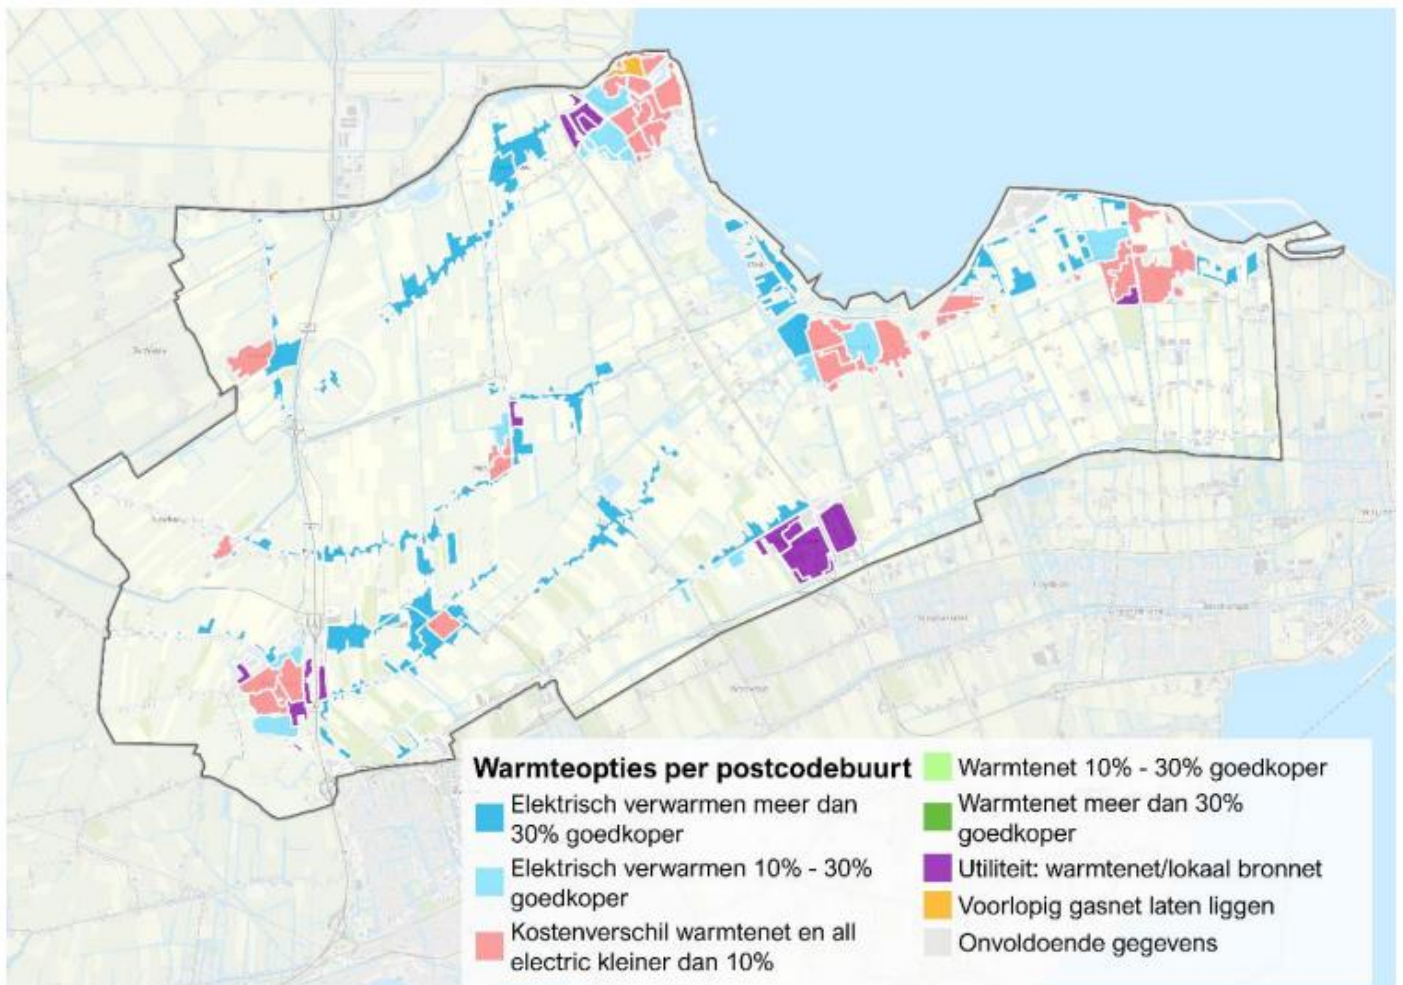 Warmteopties per postcodebuurt
Elektrisch verwarmen meer dan
30% goedkoper
Elektrisch verwarmen 10% - 30%
goedkoper
Kostenverschil warmtenet en all
electric kleiner dan 10%
Warmtenet 10% - 30% goedkoper
Warmtenet meer dan 30%
goedkoper
Utiliteit: warmtenet/lokaal bronnet
Voorlopig gasnet laten liggen
Onvoldoende gegevens